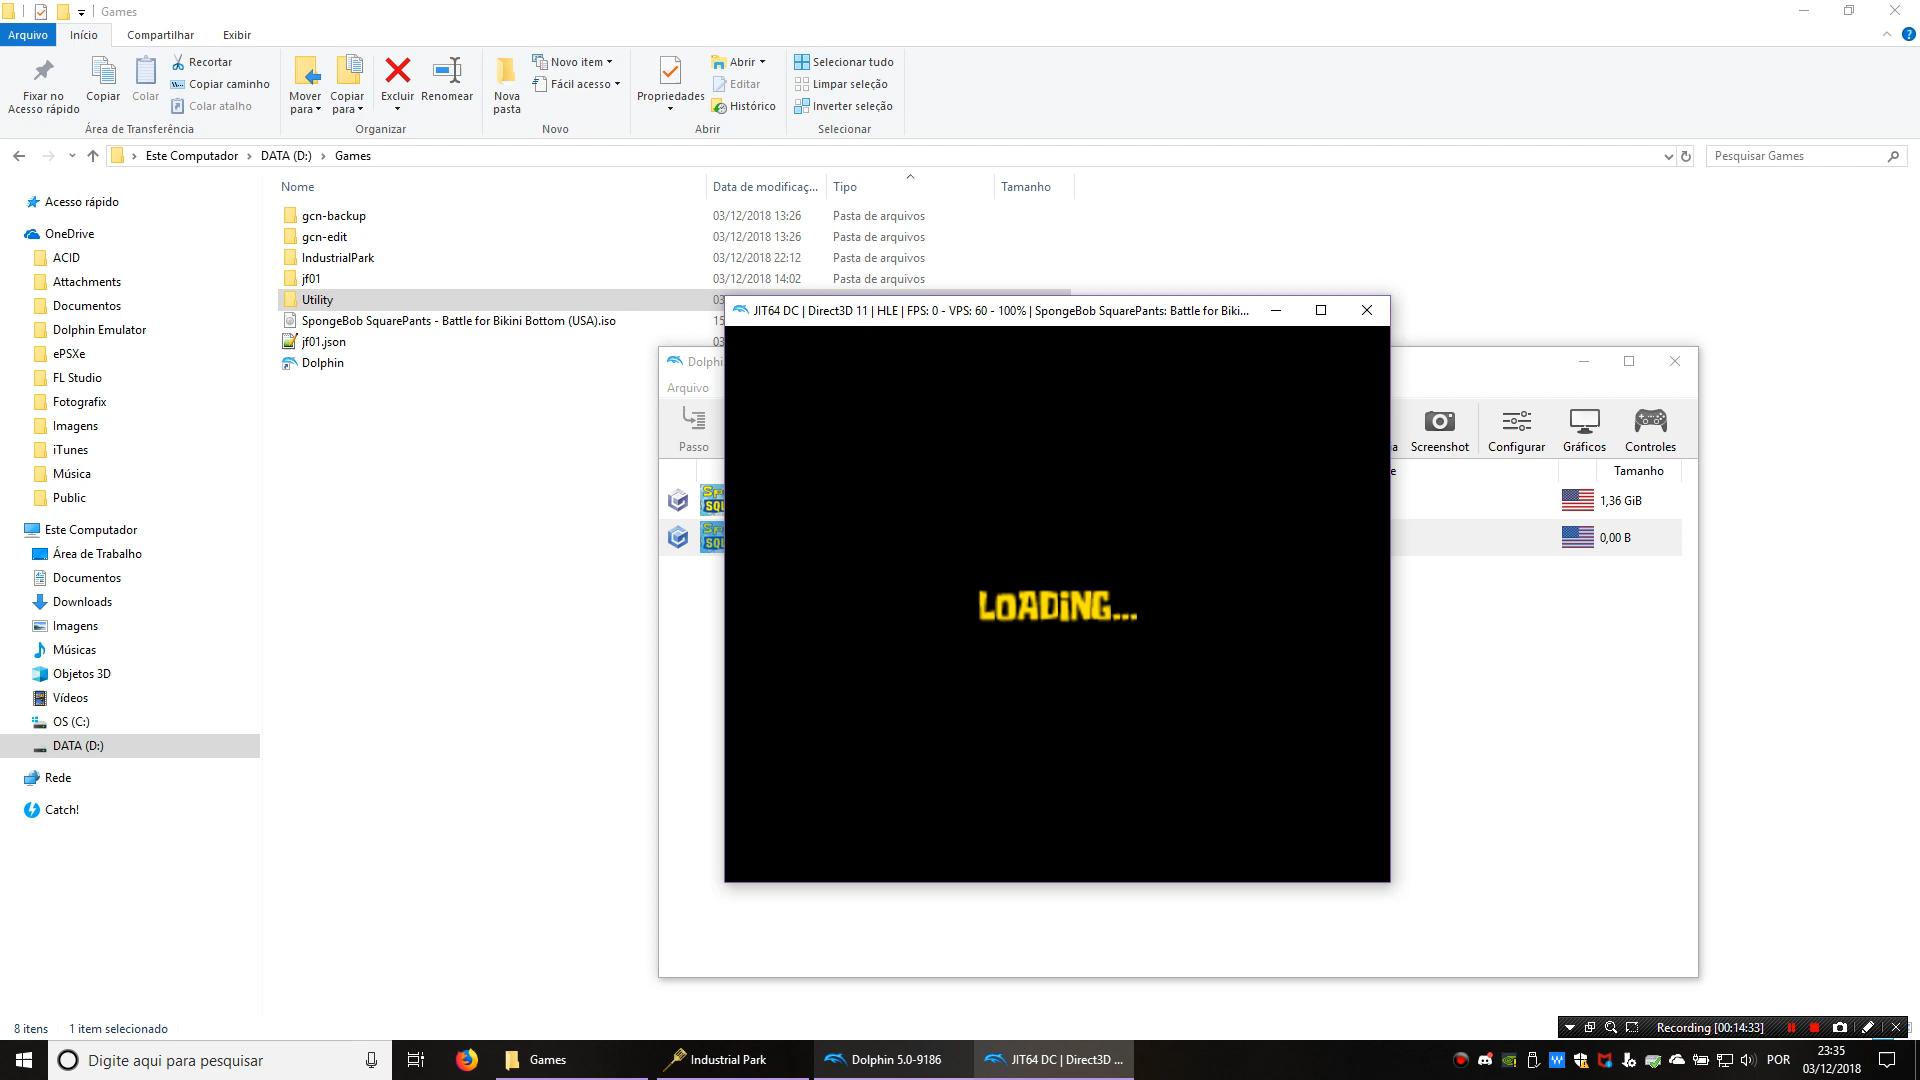 Games
Arquivo
Início
Compartilhar
Exibir
Fixar no
Acesso rápido
Copiar
Colar
Recortar
Copiar caminho
Colar atalho
Área de Transferência
Mover
para
Copiar
para
Excluir
Renomear
Organizar
Nova
pasta
Novo item
Fácil acesso
Novo
Propriedades
Abrir
Editar
Histórico
Abrir
Selecionar tudo
Limpar seleção
Inverter seleção
Selecionar
Este Computador
DATA (D:)
Games
Pesquisar Games
Acesso rápido
OneDrive
ACID
Attachments
Documentos
Dolphin Emulator
ePSXe
FL Studio
Fotografix
Imagens
iTunes
Música
Public
Este Computador
Área de Trabalho
Documentos
Downloads
Imagens
Músicas
Objetos 3D
Vídeos
OS (C:)
DATA (D:)
Rede
Catch!
Nome
Data de modificaç...
Tipo
Tamanho
gcn-backup 03/12/2018 13:26 Pasta de arquivos
gcn-edit 03/12/2018 13:26 Pasta de arquivos
IndustrialPark 03/12/2018 22:12 Pasta de arquivos
jf01 03/12/2018 14:02 Pasta de arquivos
Utility 03
SpongeBob SquarePants - Battle for Bikini Bottom (USA).iso 15
jf01.json 03
Dolphin
JIT64 DC | Direct3D 11 | HLE | FPS: 0 - VPS: 60 - 100% | SpongeBob SquarePants: Battle for Biki...
LOADiNG...
Dolphi
Arquivo
Passo
a
Screenshot
Configurar
Gráficos
Controles
e
Tamanho
1,36 GiB
0,00 B
8 itens
1 item selecionado
Recording [00:14:33]
Digite aqui para pesquisar
Games
Industrial Park
Dolphin 5.0-9186
JIT64 DC | Direct3D ...
POR
23:35
03/12/2018